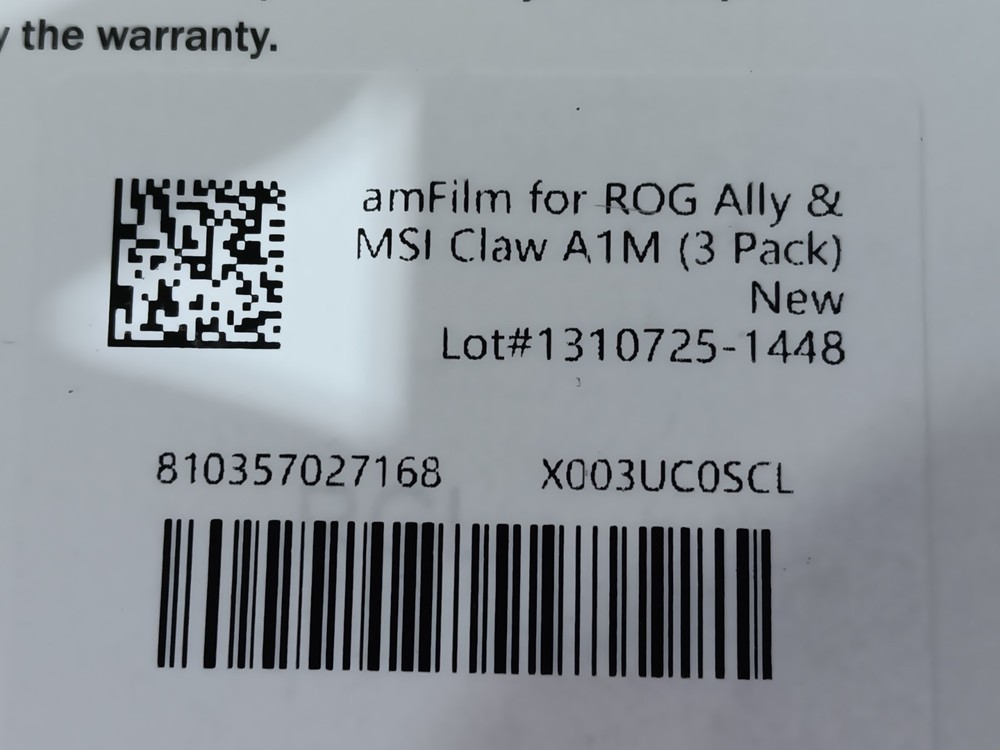 the warranty.
amFilm for ROG Ally &
MSI Claw A1M (3 Pack)
New
Lot#1310725-1448
810357027168 X003UC0SCL